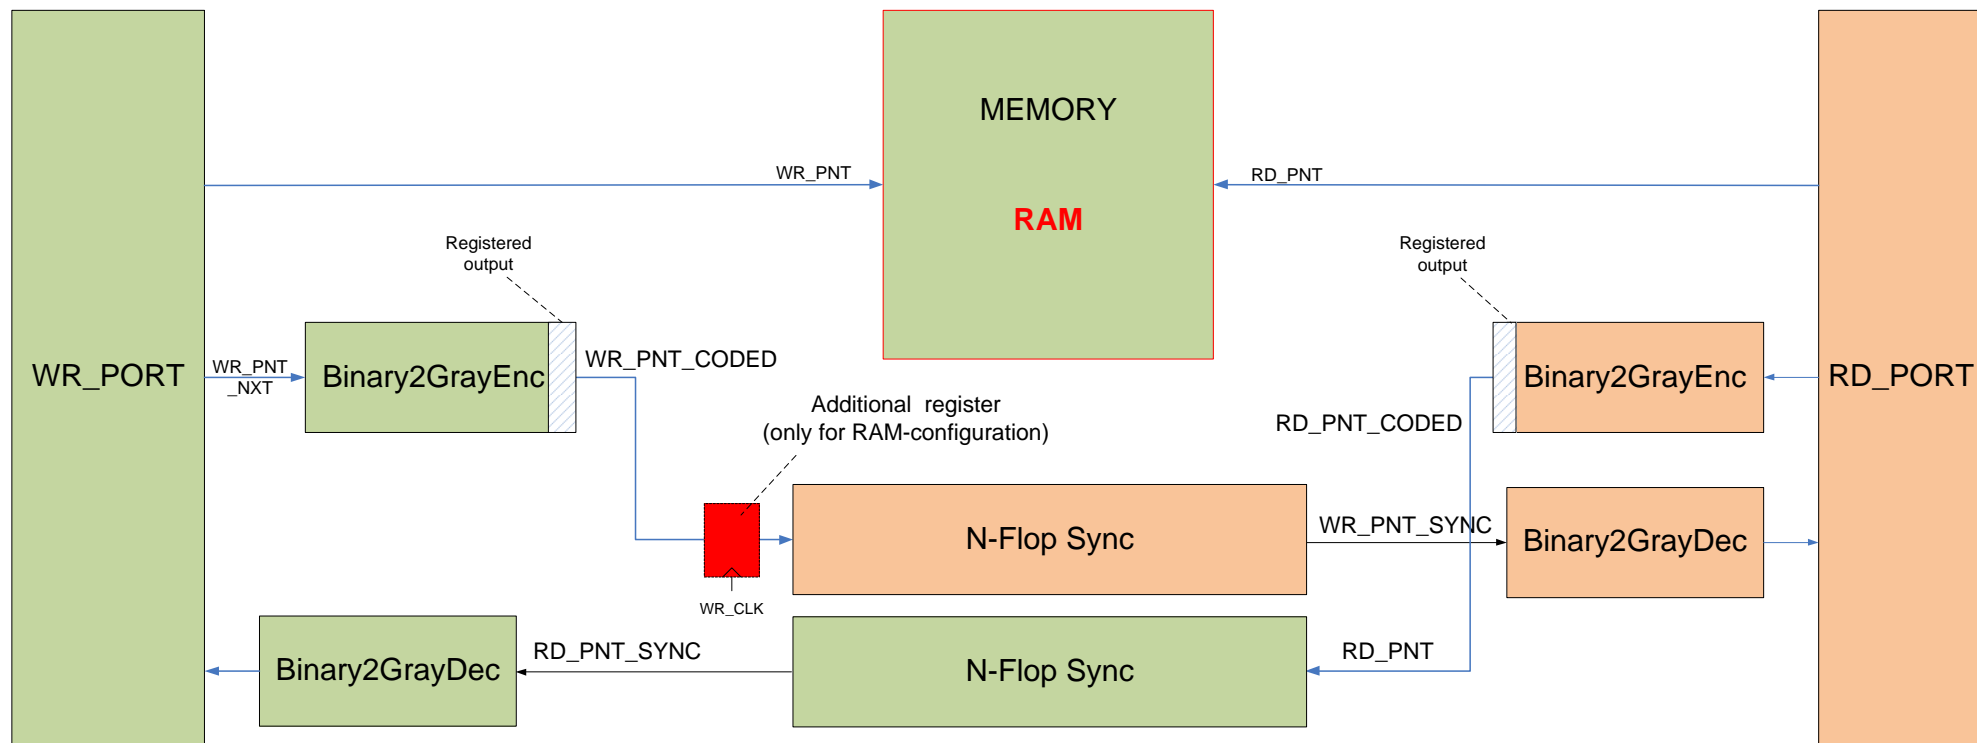 MEMORY
WR_PNT
RD_PNT
RAM
Registered
output
Registered
output
WR_PORT
WR_PNT
_NXT
Binary2GrayEnc
WR_PNT_CODED
Binary2GrayEnc
RD_PORT
Additional register
(only for RAM-configuration)
RD_PNT_CODED
N-Flop Sync
WR_PNT_SYNC
Binary2GrayDec
WR_CLK
Binary2GrayDec
RD_PNT_SYNC
N-Flop Sync
RD_PNT